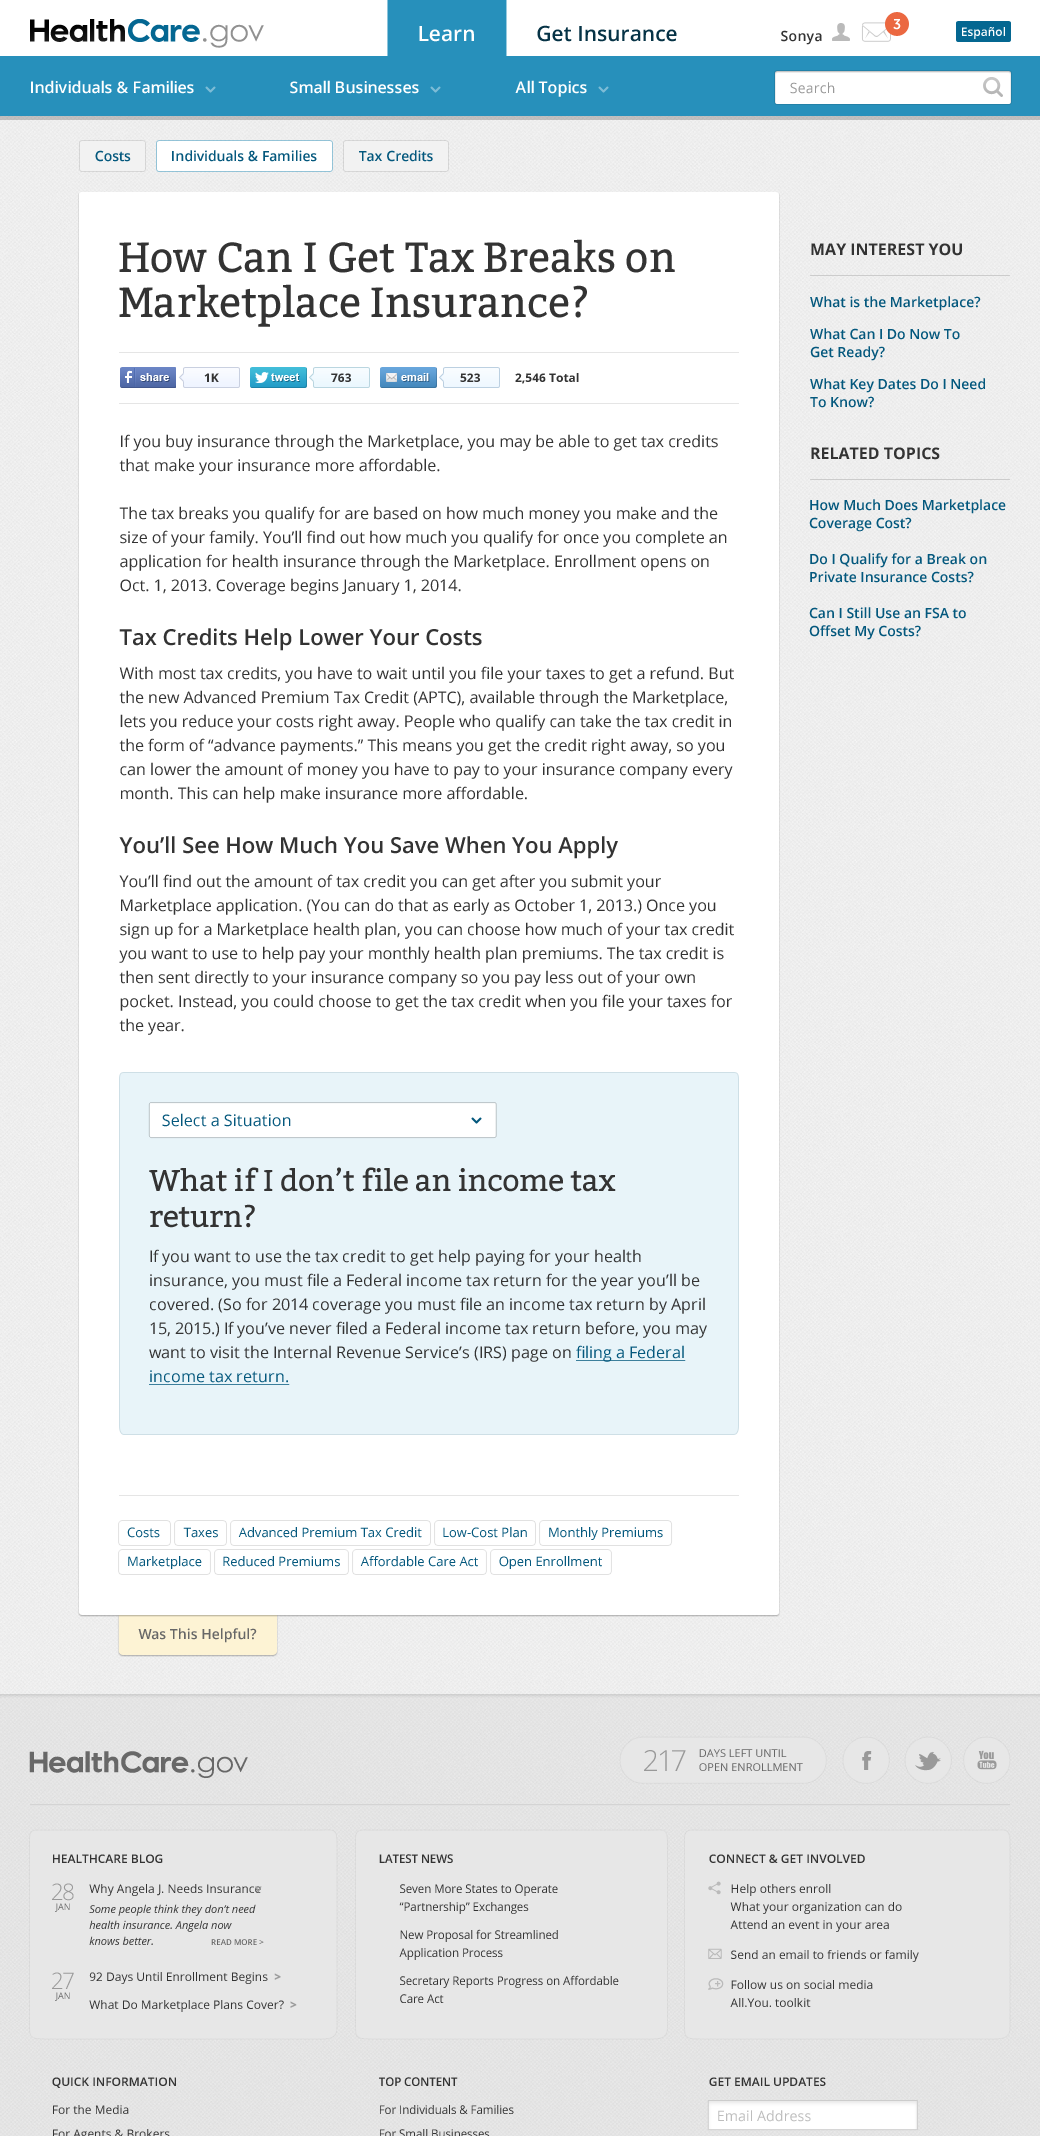 HealthCare.gov
Learn
Get Insurance
Sonya
3
Español
Individuals & Families
Small Businesses
All Topics
Search
Costs
Individuals & Families
Tax Credits
How Can I Get Tax Breaks on
Marketplace Insurance?
share
1K
tweet
763
email
523
2,546 Total
If you buy insurance through the Marketplace, you may be able to get tax credits
that make your insurance more affordable.
The tax breaks you qualify for are based on how much money you make and the
size of your family. You’ll find out how much you qualify for once you complete an
application for health insurance through the Marketplace. Enrollment opens on
Oct. 1, 2013. Coverage begins January 1, 2014.
Tax Credits Help Lower Your Costs
With most tax credits, you have to wait until you file your taxes to get a refund. But
the new Advanced Premium Tax Credit (APTC), available through the Marketplace,
lets you reduce your costs right away. People who qualify can take the tax credit in
the form of “advance payments.” This means you get the credit right away, so you
can lower the amount of money you have to pay to your insurance company every
month. This can help make insurance more affordable.
You’ll See How Much You Save When You Apply
You’ll find out the amount of tax credit you can get after you submit your
Marketplace application. (You can do that as early as October 1, 2013.) Once you
sign up for a Marketplace health plan, you can choose how much of your tax credit
you want to use to help pay your monthly health plan premiums. The tax credit is
then sent directly to your insurance company so you pay less out of your own
pocket. Instead, you could choose to get the tax credit when you file your taxes for
the year.
Select a Situation
What if I don’t file an income tax
return?
If you want to use the tax credit to get help paying for your health
insurance, you must file a Federal income tax return for the year you’ll be
covered. (So for 2014 coverage you must file an income tax return by April
15, 2015.) If you’ve never filed a Federal income tax return before, you may
want to visit the Internal Revenue Service’s (IRS) page on filing a Federal
income tax return.
Costs
Taxes
Advanced Premium Tax Credit
Low-Cost Plan
Monthly Premiums
Marketplace
Reduced Premiums
Affordable Care Act
Open Enrollment
Was This Helpful?
MAY INTEREST YOU
What is the Marketplace?
What Can I Do Now To
Get Ready?
What Key Dates Do I Need
To Know?
RELATED TOPICS
How Much Does Marketplace
Coverage Cost?
Do I Qualify for a Break on
Private Insurance Costs?
Can I Still Use an FSA to
Offset My Costs?
HealthCare.gov
217
DAYS LEFT UNTIL
OPEN ENROLLMENT
f
You
Tube
HEALTHCARE BLOG
28
JAN
Why Angela J. Needs Insurance
Some people think they don’t need
health insurance. Angela now
knows better.
READ MORE >
27
JAN
92 Days Until Enrollment Begins >
What Do Marketplace Plans Cover? >
LATEST NEWS
Seven More States to Operate
“Partnership” Exchanges
New Proposal for Streamlined
Application Process
Secretary Reports Progress on Affordable
Care Act
CONNECT & GET INVOLVED
Help others enroll
What your organization can do
Attend an event in your area
Send an email to friends or family
Follow us on social media
All.You. toolkit
QUICK INFORMATION
For the Media
For Agents & Brokers
TOP CONTENT
For Individuals & Families
For Small Businesses
GET EMAIL UPDATES
Email Address